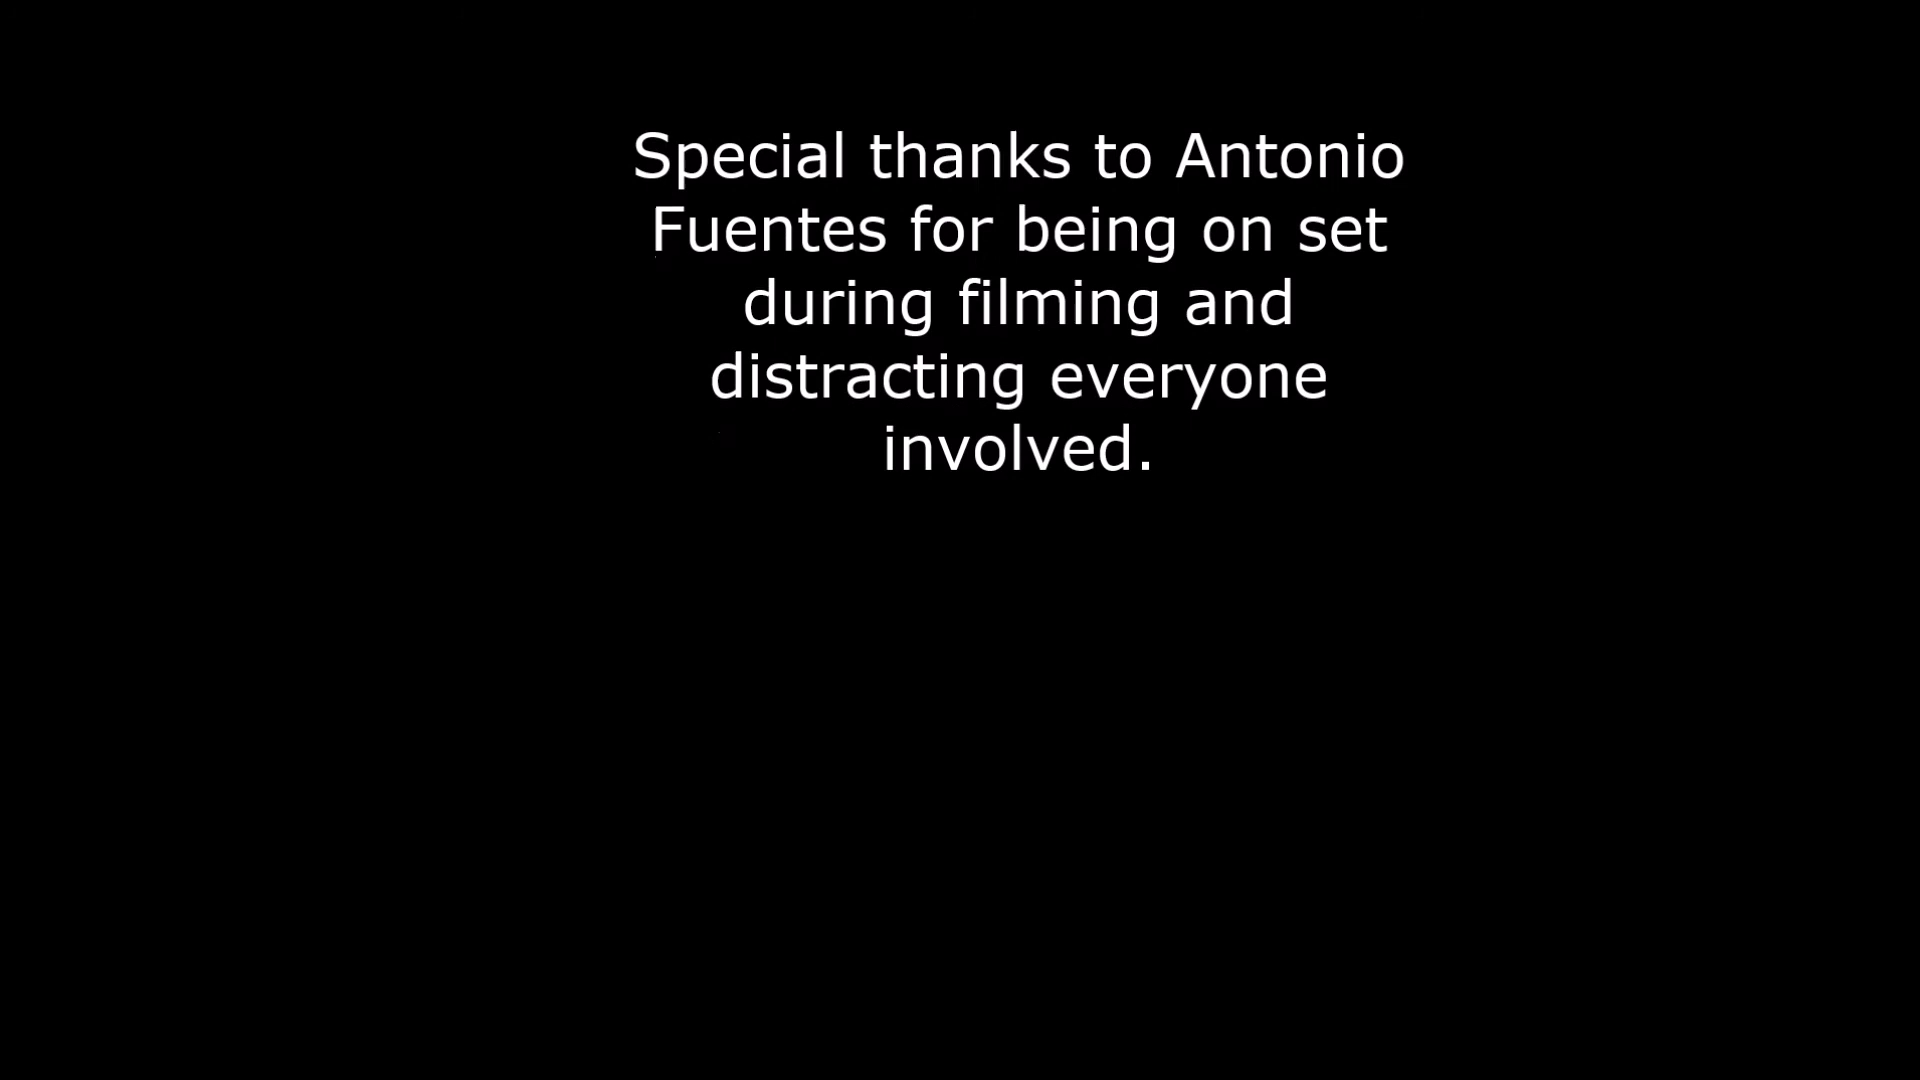 Special thanks to Antonio
Fuentes for being on set
during filming and
distracting everyone
involved.